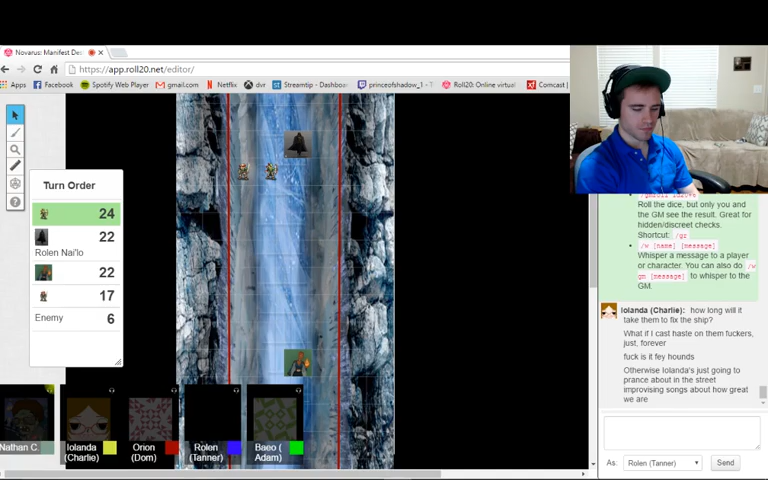 Novarus: Manifest De
https://app.roll20.net/editor/
Apps Facebook Spotify Web Player gmail.com Netflix dvr Streamtip - Dashboa princeofshadow_1 - T Roll20: Online virtual Comcast
Turn Order
24
22
Rolen Nai'lo
22
17
Enemy 6
Roll the dice, but only you and
the GM see the result. Great for
hidden/discreet checks.
Shortcut: /gr
/w [name] [message]
Whisper a message to a player
or character. You can also do /w
gm [message] to whisper to the
GM.
Iolanda (Charlie): how long will it
take them to fix the ship?
What if I cast haste on them fuckers,
just, forever
fuck is it fey hounds
Otherwise Iolanda's just going to
prance about in the street
improvising songs about how great
we are
Nathan C.
Iolanda
(Charlie)
Orion
(Dom)
Rolen
(Tanner)
Baeo (
Adam)
As: Rolen (Tanner) Send